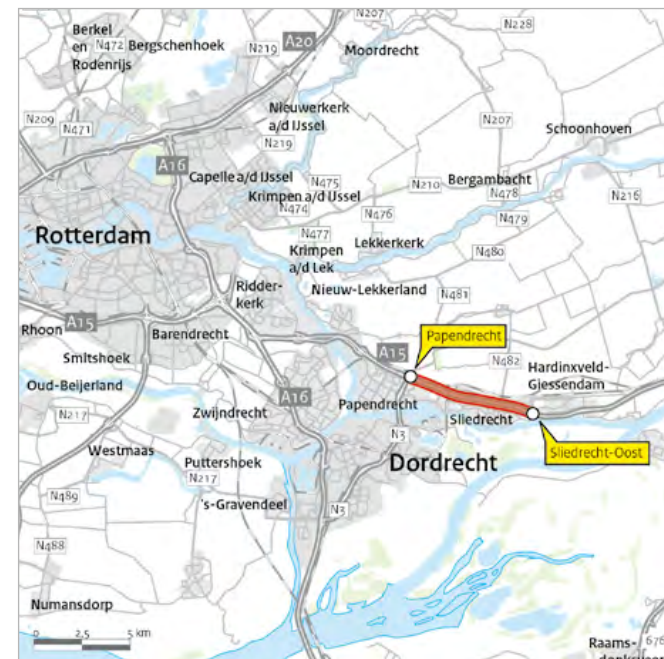 Berkel
en
Rodenrijs
N472
Bergschenhoek
N219
A20
N207
N228
Moordrecht
N209
N471
Nieuwerkerk
a/d IJssel
N219
N207
Schoonhoven
A16
Capelle a/d IJssel
N475
N210
Bergambacht
N478
N216
Krimpen a/d IJssel
N474
N476
N479
Rotterdam
N477
Lekkerkerk
Krimpen
a/d Lek
N480
Ridder-
kerk
Nieuw-Lekkerland
N481
A15
Rhoon
Barendrecht
A15
Papendrecht
N482
Hardinxveld-
Giessendam
Smitshoek
Oud-Beijerland
A16
Papendrecht
Zwijndrecht
Sliedrecht
N217
N3
Sliedrecht-Oost
Westmaas
Puttershoek
Dordrecht
N217
N489
's-Gravendeel
N3
N488
Numansdorp
0 2,5 5 km
Raams-
676